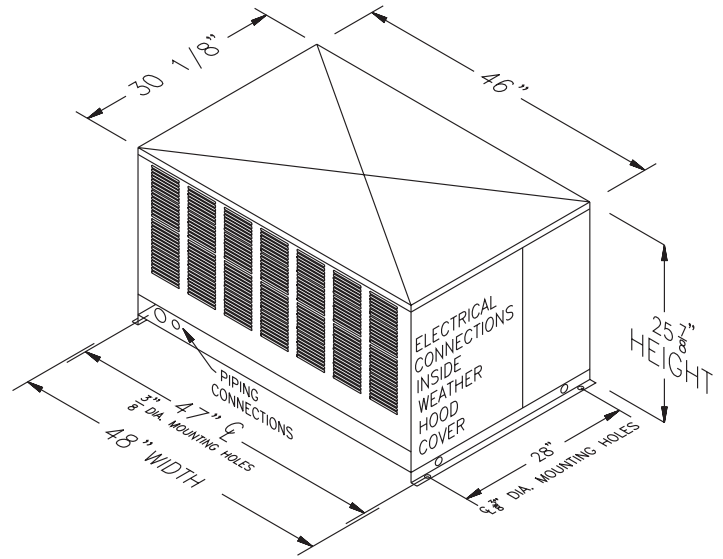 30 1/8"
46"
25 7/8"
HEIGHT
ELECTRICAL
CONNECTIONS
INSIDE
WEATHER
HOOD
COVER
PIPING
CONNECTIONS
47" ℄
3/8" DIA. MOUNTING HOLES
48" WIDTH
28"
℄ 3/8" DIA. MOUNTING HOLES